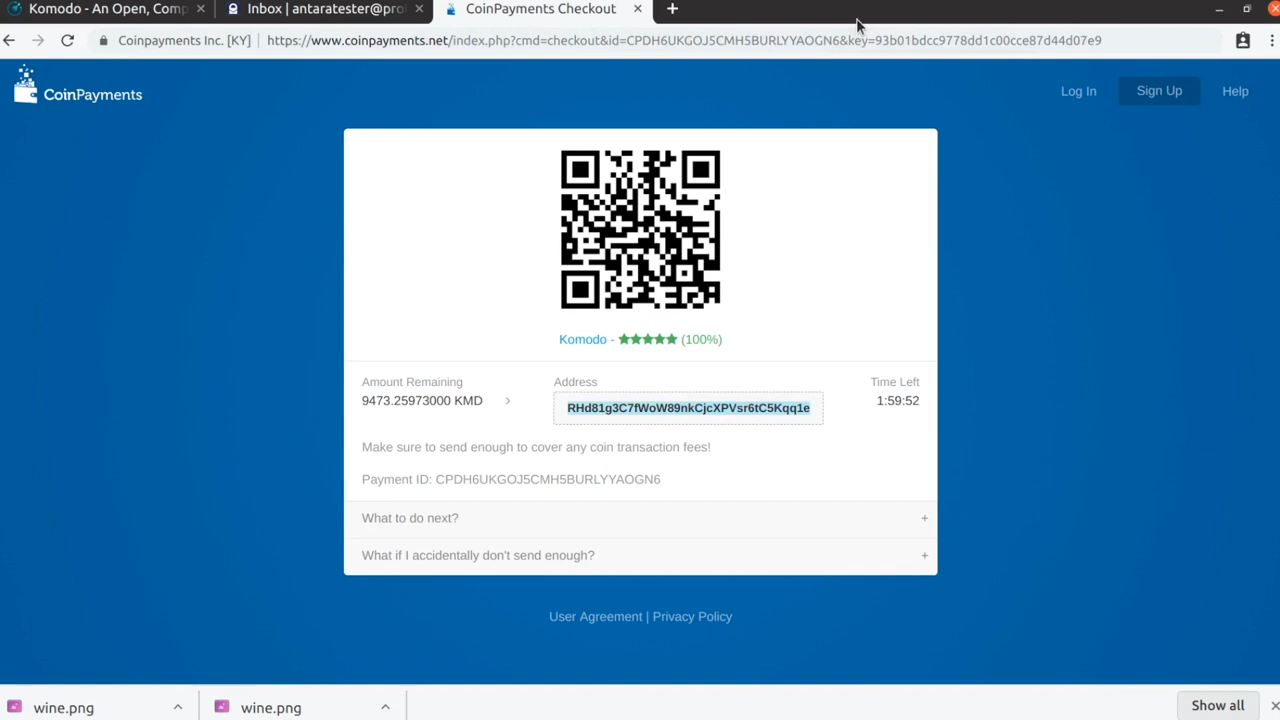 Komodo - An Open, Comp
Inbox | antaratester@pro
CoinPayments Checkout
Coinpayments Inc. [KY]
https://www.coinpayments.net/index.php?cmd=checkout&id=CPDH6UKGOJ5CMH5BURLYYAOGN6&key=93b01bdcc9778dd1c00cce87d44d07e9
CoinPayments
Log In
Sign Up
Help
Komodo - ★★★★★ (100%)
Amount Remaining
9473.25973000 KMD
Address
RHd81g3C7fWoW89nkCjcXPVsr6tC5Kqq1e
Time Left
1:59:52
Make sure to send enough to cover any coin transaction fees!
Payment ID: CPDH6UKGOJ5CMH5BURLYYAOGN6
What to do next?
+
What if I accidentally don't send enough?
+
User Agreement | Privacy Policy
wine.png
wine.png
Show all